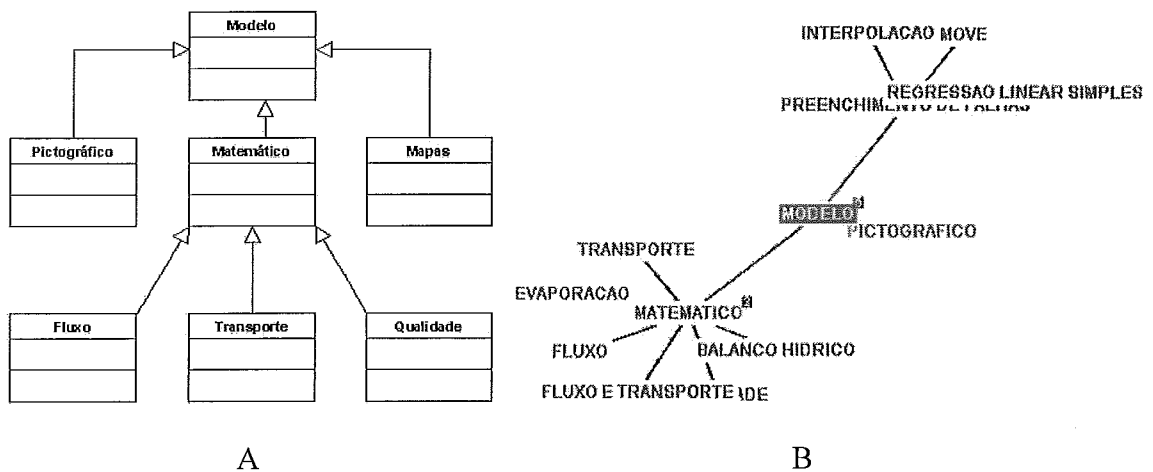 Modelo
Pictográfico
Matemático
Mapas
Fluxo
Transporte
Qualidade
A
INTERPOLACAO MOVE
REGRESSAO LINEAR SIMPLES
MODELO
PICTOGRAFICO
TRANSPORTE
EVAPORACAO
MATEMATICO 2
FLUXO
BALANCO HIDRICO
FLUXO E TRANSPORTE
B